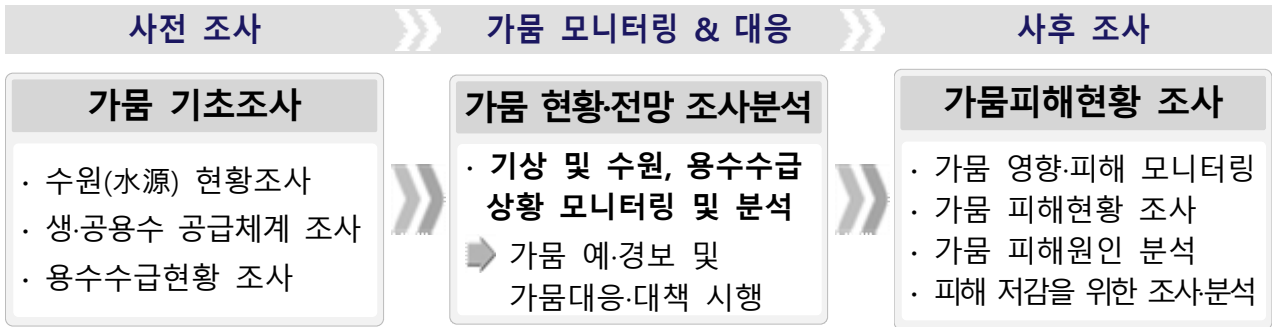 사전 조사
가뭄 모니터링 & 대응
사후 조사
가뭄 기초조사
· 수원(水源) 현황조사
· 생·공용수 공급체계 조사
· 용수수급현황 조사
가뭄 현황·전망 조사분석
· 기상 및 수원, 용수수급
상황 모니터링 및 분석
가뭄 예·경보 및
가뭄대응·대책 시행
가뭄피해현황 조사
· 가뭄 영향·피해 모니터링
· 가뭄 피해현황 조사
· 가뭄 피해원인 분석
· 피해 저감을 위한 조사·분석